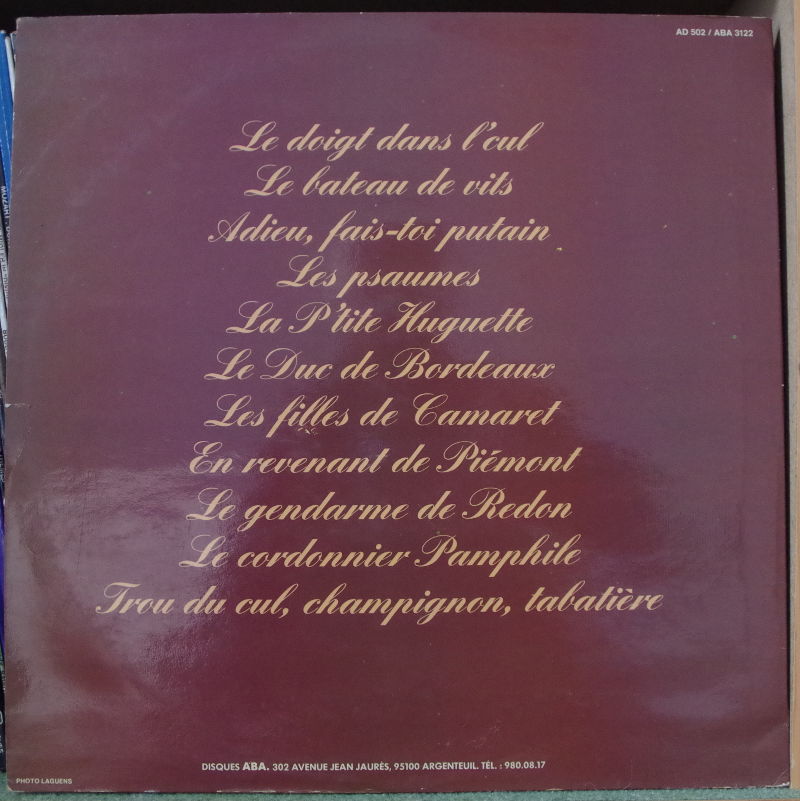 AD 502 / ABA 3122
Le doigt dans l'cul
Le bateau de vits
Adieu, fais-toi putain
Les psaumes
La P'tite Huguette
Le Duc de Bordeaux
Les filles de Camaret
En revenant de Piémont
Le gendarme de Redon
Le cordonnier Pamphile
Trou du cul, champignon, tabatière
DISQUES ABA. 302 AVENUE JEAN JAURÈS, 95100 ARGENTEUIL. TÉL. : 980.08.17
PHOTO LAGUENS